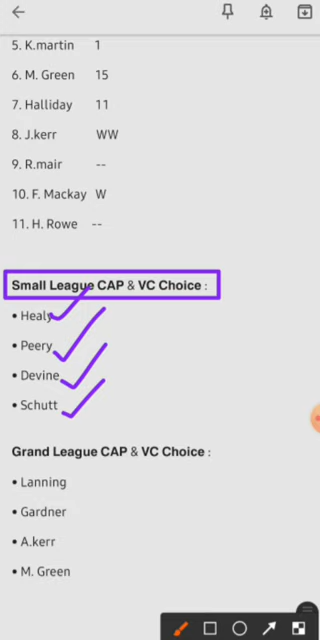 5. K.martin 1
6. M. Green 15
7. Halliday 11
8. J.kerr WW
9. R.mair --
10. F. Mackay W
11. H. Rowe --
Small League CAP & VC Choice :
• Healy
• Peery
• Devine
• Schutt
Grand League CAP & VC Choice :
• Lanning
• Gardner
• A.kerr
• M. Green